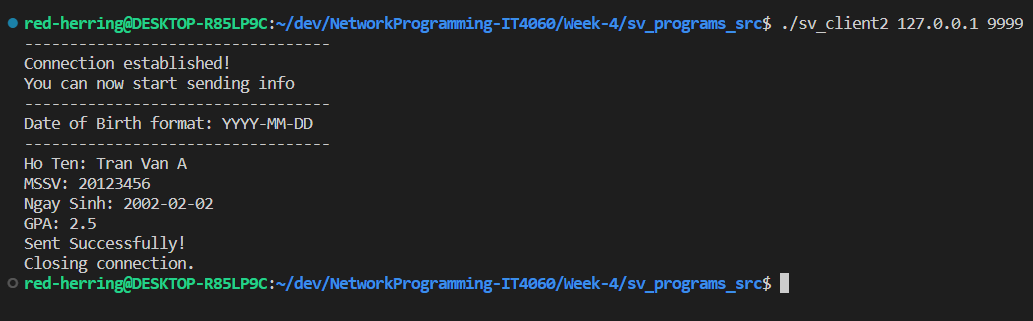 red-herring@DESKTOP-R85LP9C:~/dev/NetworkProgramming-IT4060/Week-4/sv_programs_src$ ./sv_client2 127.0.0.1 9999
---------------------------------
Connection established!
You can now start sending info
---------------------------------
Date of Birth format: YYYY-MM-DD
---------------------------------
Ho Ten: Tran Van A
MSSV: 20123456
Ngay Sinh: 2002-02-02
GPA: 2.5
Sent Successfully!
Closing connection.
red-herring@DESKTOP-R85LP9C:~/dev/NetworkProgramming-IT4060/Week-4/sv_programs_src$